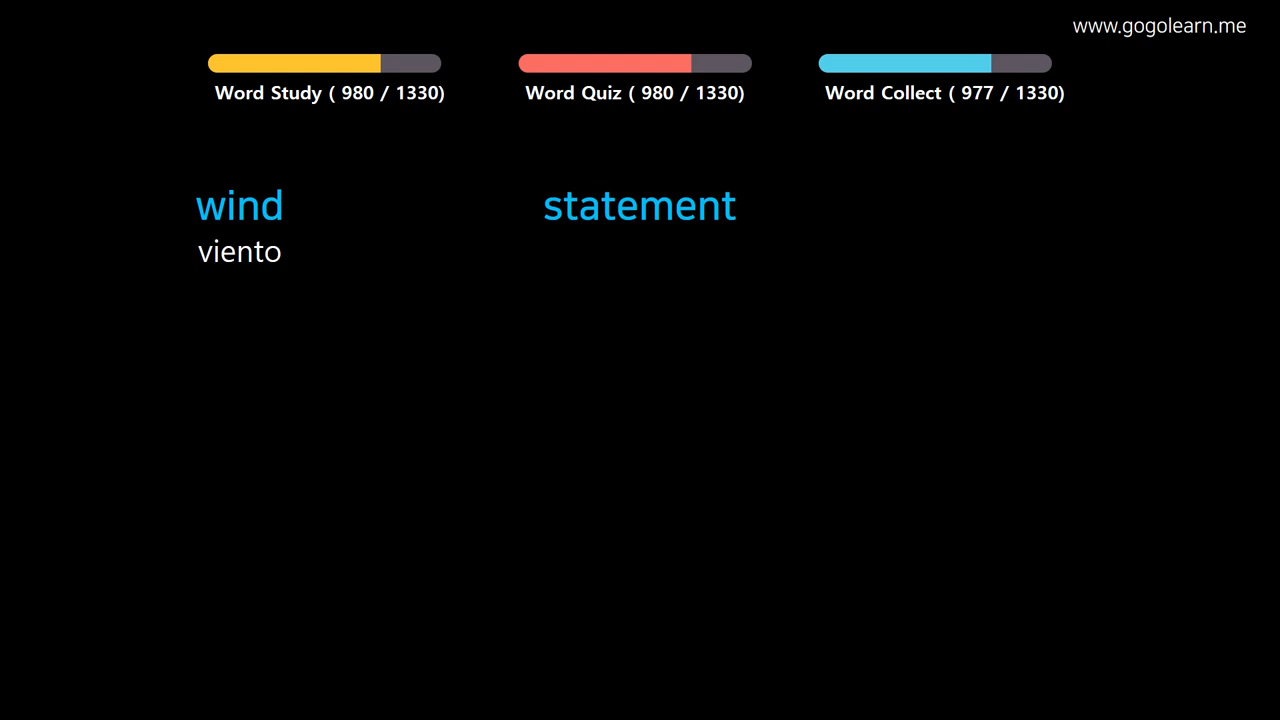 www.gogolearn.me
Word Study ( 980 / 1330)
Word Quiz ( 980 / 1330)
Word Collect ( 977 / 1330)
wind
viento
statement